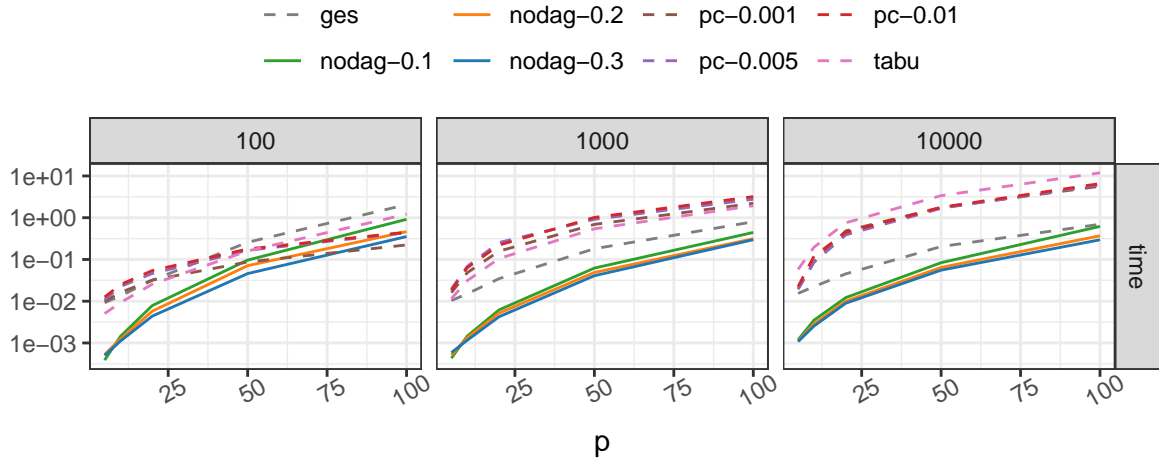 ges nodag−0.2 pc−0.001 pc−0.01
nodag−0.1 nodag−0.3 pc−0.005 tabu
100 1000 10000
1e+01
1e+00
1e−01
1e−02
1e−03
time
25 50 75 100 25 50 75 100 25 50 75 100
p